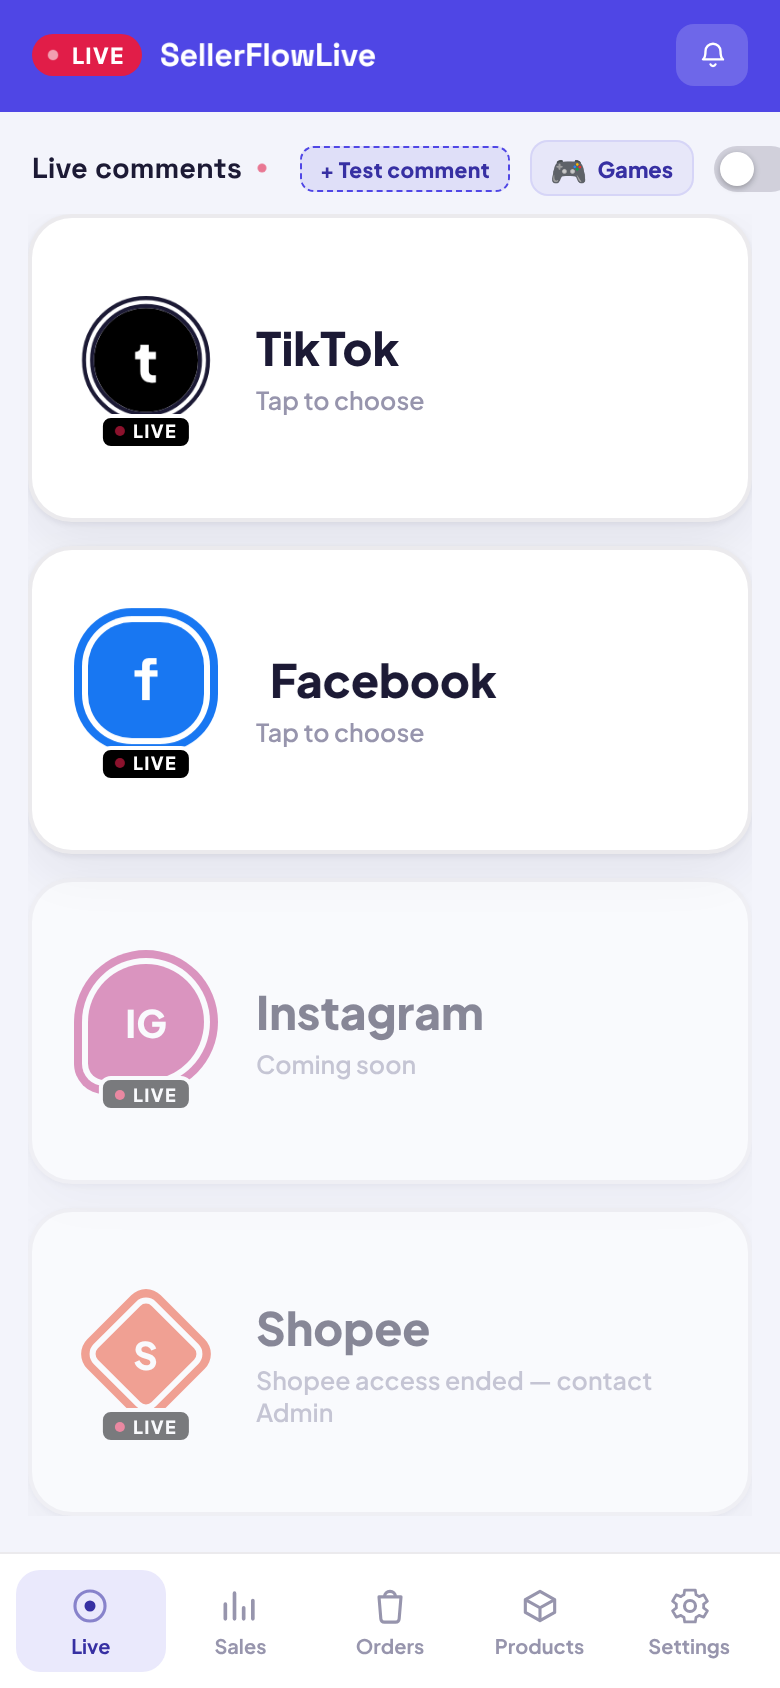 LIVE SellerFlowLive
Live comments + Test comment Games
t
TikTok
Tap to choose
LIVE
f
Facebook
Tap to choose
LIVE
IG
Instagram
Coming soon
LIVE
S
Shopee
Shopee access ended — contact
Admin
LIVE
Live Sales Orders Products Settings